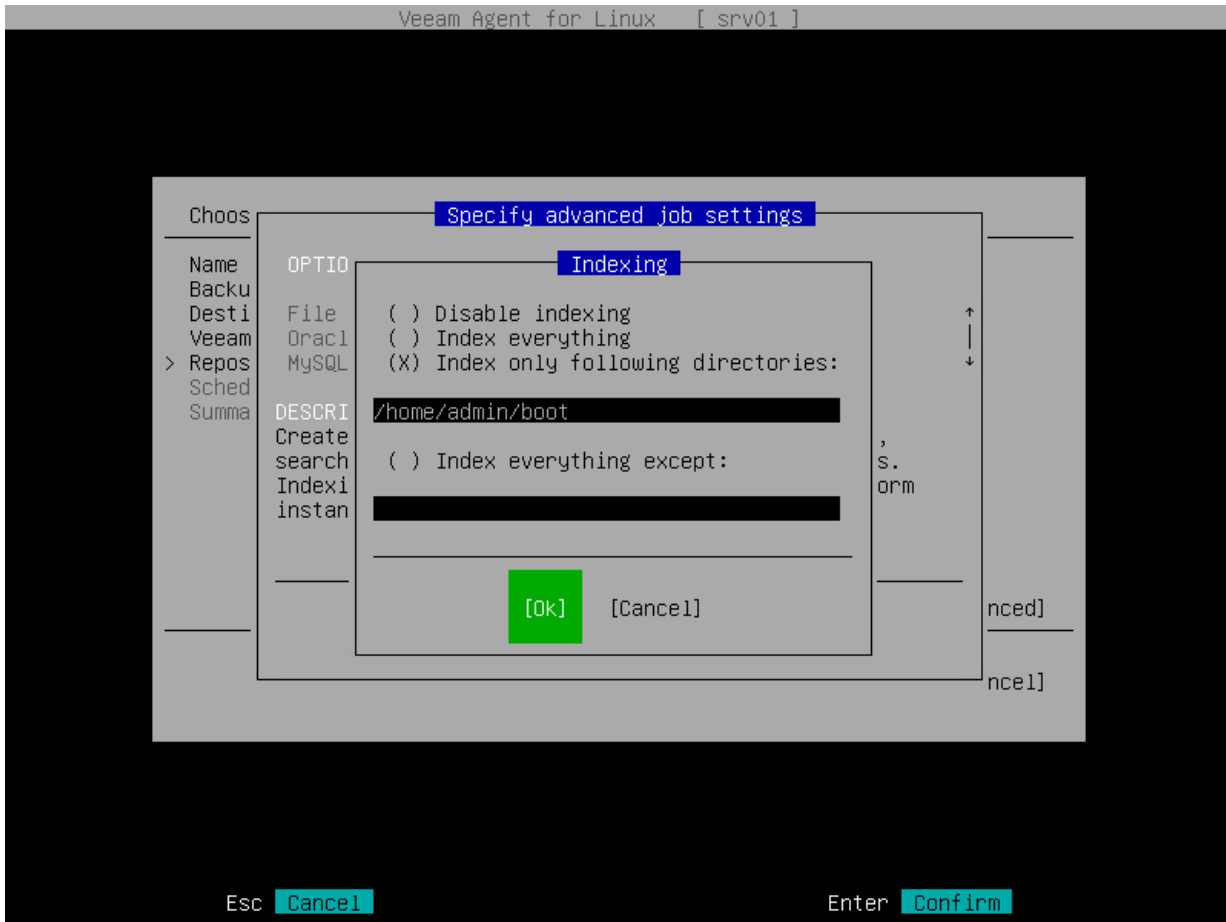 Veeam Agent for Linux [ srv01 ]
Choos
Specify advanced job settings
Name
OPTIO
Indexing
Backu
Desti
File
( ) Disable indexing
Veeam
Oracl
( ) Index everything
> Repos
MySQL
(X) Index only following directories:
Sched
Summa
DESCRI
/home/admin/boot
Create
,
search
( ) Index everything except:
s.
Indexi
orm
instan
[Ok] [Cancel]
nced]
ncel]
Esc Cancel
Enter Confirm